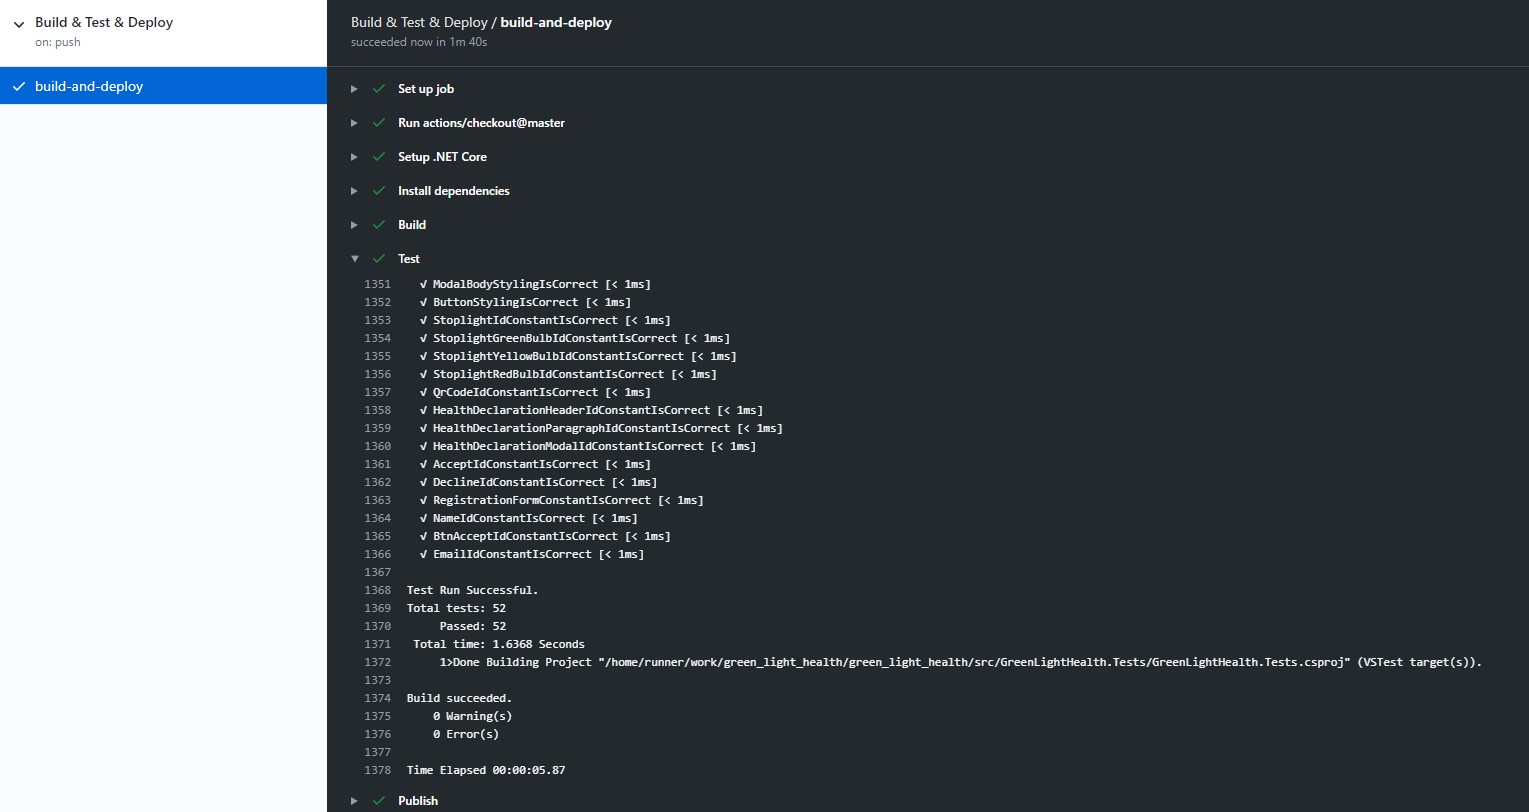 Build & Test & Deploy
on: push
build-and-deploy
Build & Test & Deploy / build-and-deploy
succeeded now in 1m 40s
Set up job
Run actions/checkout@master
Setup .NET Core
Install dependencies
Build
Test
1351 √ ModalBodyStylingIsCorrect [< 1ms]
1352 √ ButtonStylingIsCorrect [< 1ms]
1353 √ StoplightIdConstantIsCorrect [< 1ms]
1354 √ StoplightGreenBulbIdConstantIsCorrect [< 1ms]
1355 √ StoplightYellowBulbIdConstantIsCorrect [< 1ms]
1356 √ StoplightRedBulbIdConstantIsCorrect [< 1ms]
1357 √ QrCodeIdConstantIsCorrect [< 1ms]
1358 √ HealthDeclarationHeaderIdConstantIsCorrect [< 1ms]
1359 √ HealthDeclarationParagraphIdConstantIsCorrect [< 1ms]
1360 √ HealthDeclarationModalIdConstantIsCorrect [< 1ms]
1361 √ AcceptIdConstantIsCorrect [< 1ms]
1362 √ DeclineIdConstantIsCorrect [< 1ms]
1363 √ RegistrationFormConstantIsCorrect [< 1ms]
1364 √ NameIdConstantIsCorrect [< 1ms]
1365 √ BtnAcceptIdConstantIsCorrect [< 1ms]
1366 √ EmailIdConstantIsCorrect [< 1ms]
1367
1368 Test Run Successful.
1369 Total tests: 52
1370 Passed: 52
1371 Total time: 1.6368 Seconds
1372 1>Done Building Project "/home/runner/work/green_light_health/green_light_health/src/GreenLightHealth.Tests/GreenLightHealth.Tests.csproj" (VSTest target(s)).
1373
1374 Build succeeded.
1375 0 Warning(s)
1376 0 Error(s)
1377
1378 Time Elapsed 00:00:05.87
Publish